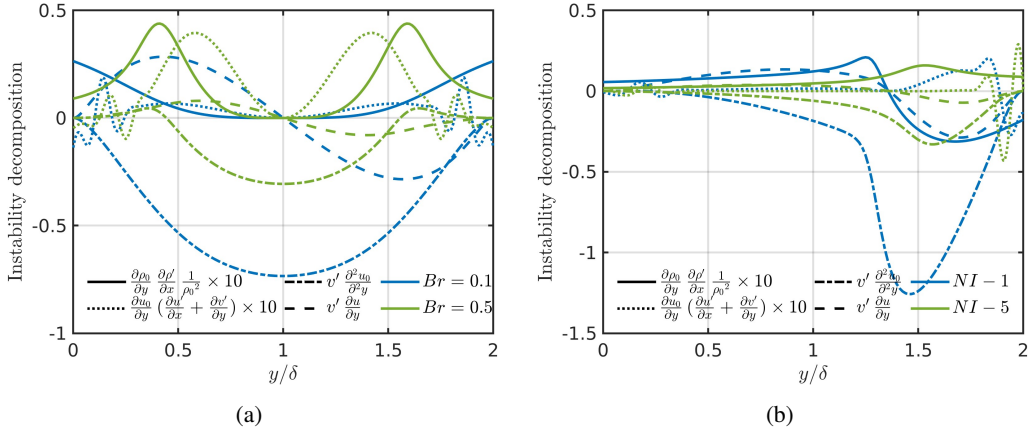 0.5
0
-0.5
-1
0 0.5 1 1.5 2
Instability decomposition
y/δ
∂ρ₀/∂y ∂ρ′/∂x 1/ρ₀² × 10
∂u₀/∂y (∂u′/∂x + ∂v′/∂y) × 10
v′ ∂²u₀/∂²y
v′ ∂u/∂y
Br = 0.1
Br = 0.5
(a)
0.5
0
-0.5
-1
-1.5
0 0.5 1 1.5 2
Instability decomposition
y/δ
∂ρ₀/∂y ∂ρ′/∂x 1/ρ₀² × 10
∂u₀/∂y (∂u′/∂x + ∂v′/∂y) × 10
v′ ∂²u₀/∂²y
v′ ∂u/∂y
NI − 1
NI − 5
(b)